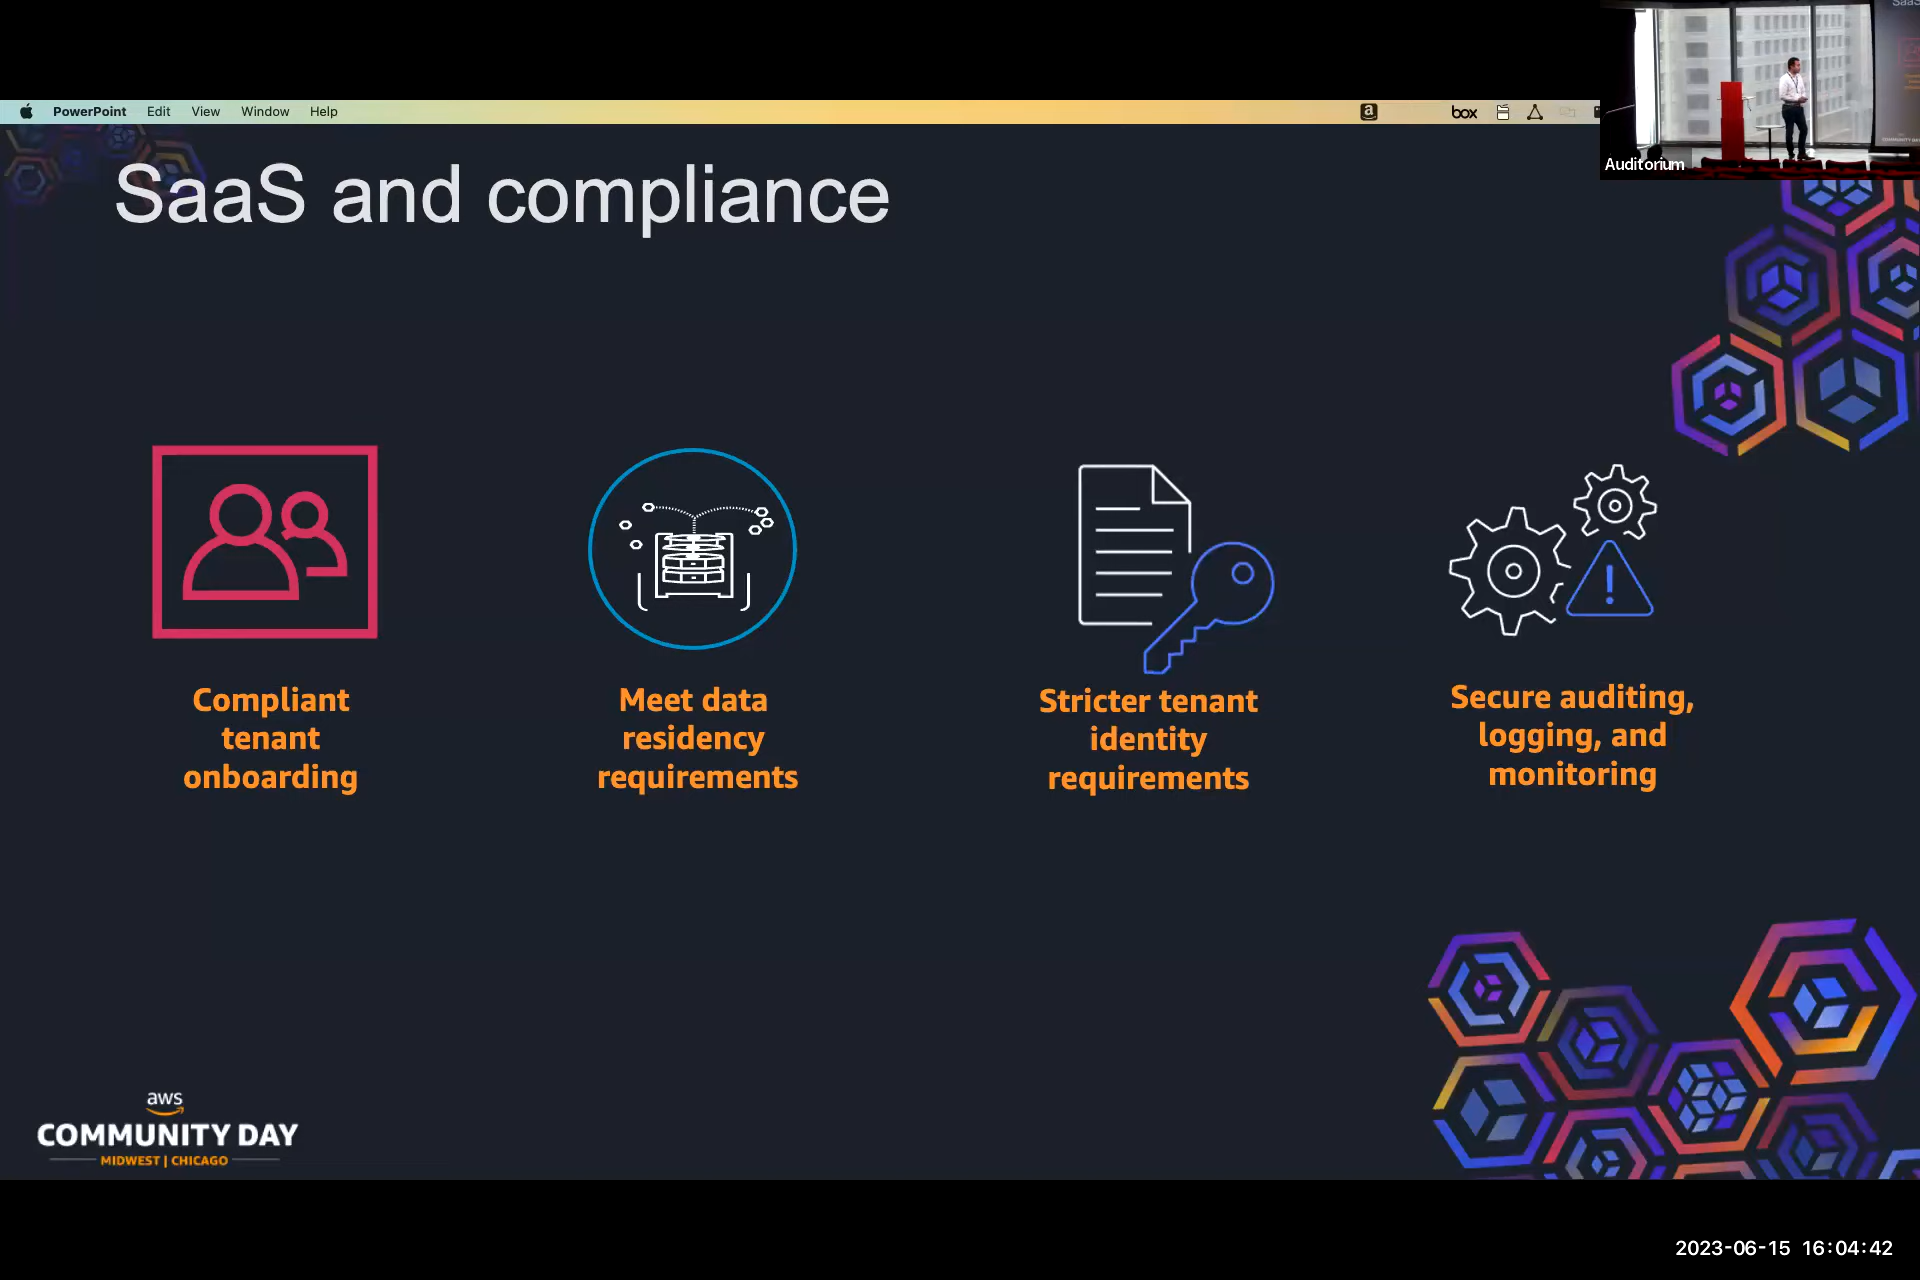 PowerPoint Edit View Window Help
box
Auditorium
SaaS and compliance
Compliant
tenant
onboarding
Meet data
residency
requirements
Stricter tenant
identity
requirements
Secure auditing,
logging, and
monitoring
aws
COMMUNITY DAY
MIDWEST | CHICAGO
2023-06-15 16:04:42